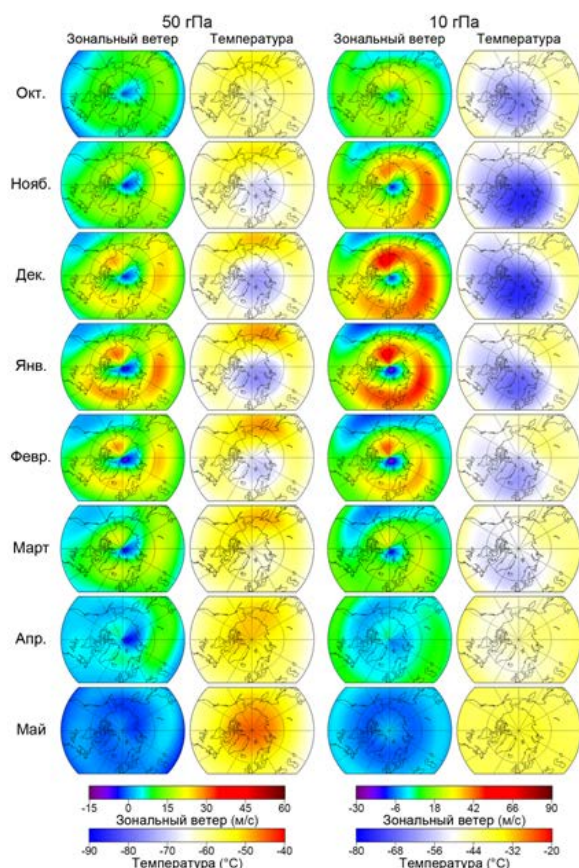 50 гПа 10 гПа
Зональный ветер Температура Зональный ветер Температура
Окт.
Нояб.
Дек.
Янв.
Февр.
Март
Апр.
Май
-15 0 15 30 45 60 -30 -6 18 42 66 90
Зональный ветер (м/с) Зональный ветер (м/с)
-90 -80 -70 -60 -50 -40 -80 -68 -56 -44 -32 -20
Температура (°C) Температура (°C)